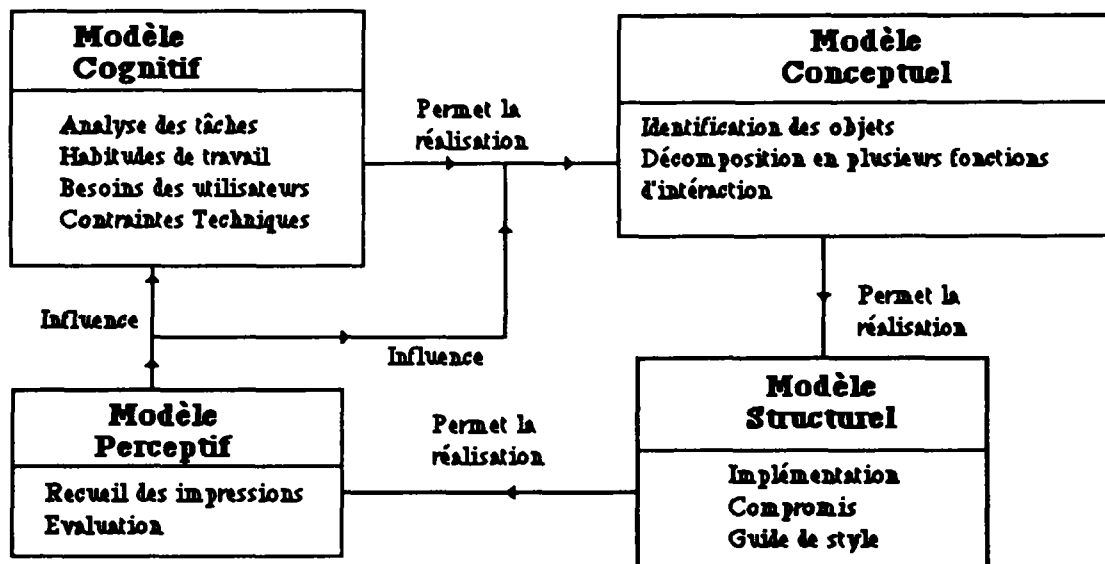 Modèle
Cognitif
Analyse des tâches
Habitudes de travail
Besoins des utilisateurs
Contraintes Techniques
Permet la
réalisation
Modèle
Conceptuel
Identification des objets
Décomposition en plusieurs fonctions
d'intéraction
Influence
Influence
Permet la
réalisation
Modèle
Perceptif
Recueil des impressions
Evaluation
Permet la
réalisation
Modèle
Structurel
Implémentation
Compromis
Guide de style